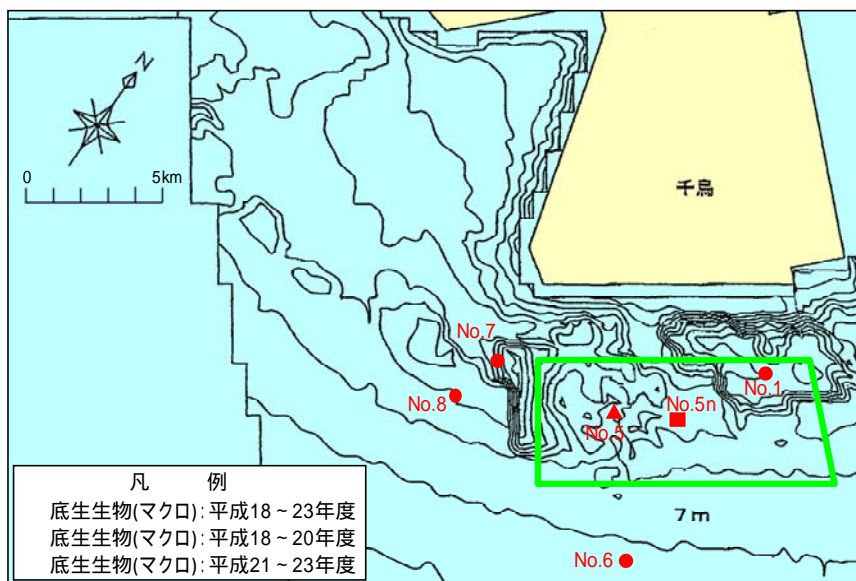 N
0 5km
千鳥
No.7
No.1
No.8
No.5
No.5n
7m
No.6
凡 例
底生生物(マクロ):平成18~23年度
底生生物(マクロ):平成18~20年度
底生生物(マクロ):平成21~23年度